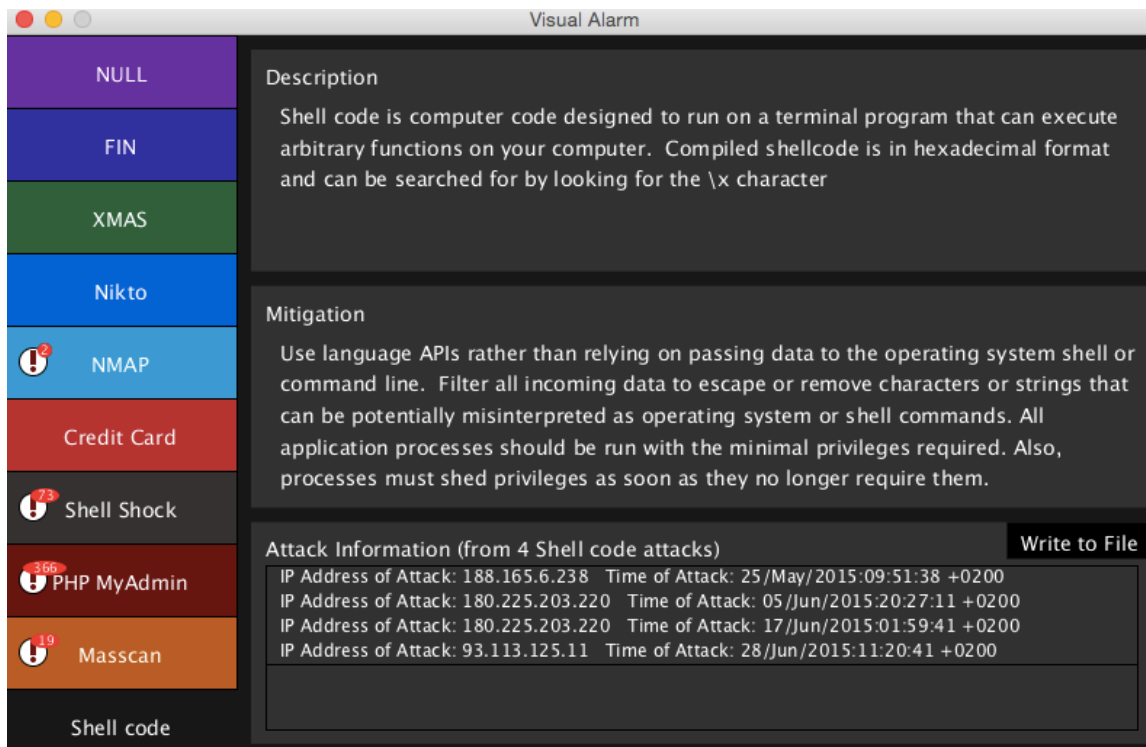 Visual Alarm
NULL
FIN
XMAS
Nikto
2
NMAP
Credit Card
73
Shell Shock
366
PHP MyAdmin
19
Masscan
Shell code
Description
Shell code is computer code designed to run on a terminal program that can execute
arbitrary functions on your computer.  Compiled shellcode is in hexadecimal format
and can be searched for by looking for the \x character
Mitigation
Use language APIs rather than relying on passing data to the operating system shell or
command line.  Filter all incoming data to escape or remove characters or strings that
can be potentially misinterpreted as operating system or shell commands. All
application processes should be run with the minimal privileges required. Also,
processes must shed privileges as soon as they no longer require them.
Attack Information (from 4 Shell code attacks)
Write to File
IP Address of Attack: 188.165.6.238   Time of Attack: 25/May/2015:09:51:38 +0200
IP Address of Attack: 180.225.203.220   Time of Attack: 05/Jun/2015:20:27:11 +0200
IP Address of Attack: 180.225.203.220   Time of Attack: 17/Jun/2015:01:59:41 +0200
IP Address of Attack: 93.113.125.11   Time of Attack: 28/Jun/2015:11:20:41 +0200